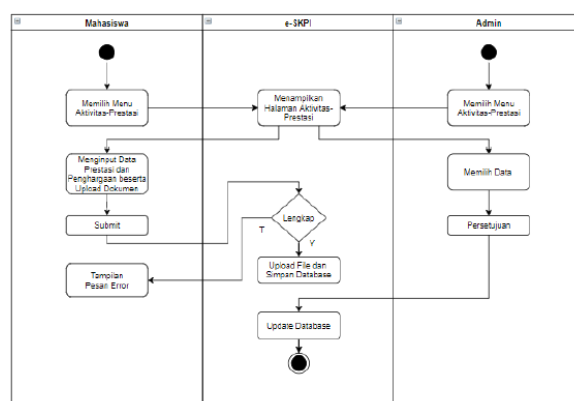 Mahasiswa
e-SKPI
Admin
Memilih Menu
Aktivitas-Prestasi
Menampilkan
Halaman Aktivitas-
Prestasi
Memilih Menu
Aktivitas-Prestasi
Menginput Data
Prestasi dan
Penghargaan beserta
Upload Dokumen
Memilih Data
Submit
Lengkap
T
Y
Persetujuan
Tampilan
Pesan Error
Upload File dan
Simpan Database
Update Database